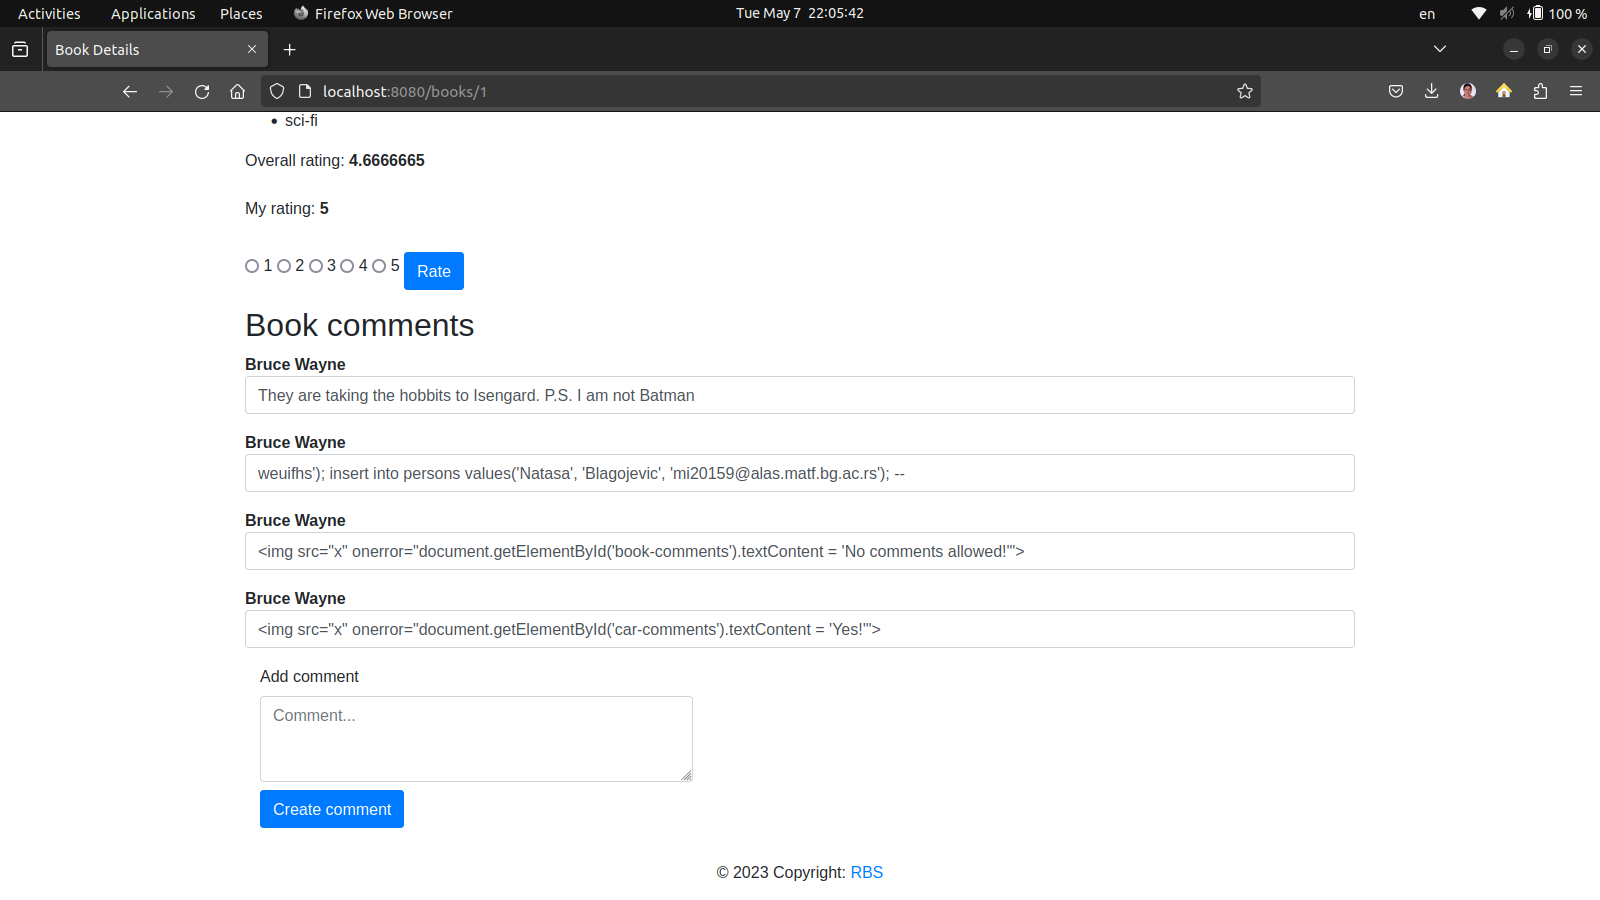 Activities Applications Places Firefox Web Browser Tue May 7 22:05:42 en 100 %
Book Details
localhost:8080/books/1
sci-fi
Overall rating: 4.6666665
My rating: 5
1 2 3 4 5 Rate
Book comments
Bruce Wayne
They are taking the hobbits to Isengard. P.S. I am not Batman
Bruce Wayne
weuifhs'); insert into persons values('Natasa', 'Blagojevic', 'mi20159@alas.matf.bg.ac.rs'); --
Bruce Wayne
<img src="x" onerror="document.getElementById('book-comments').textContent = 'No comments allowed!'">
Bruce Wayne
<img src="x" onerror="document.getElementById('car-comments').textContent = 'Yes!'">
Add comment
Comment...
Create comment
© 2023 Copyright: RBS